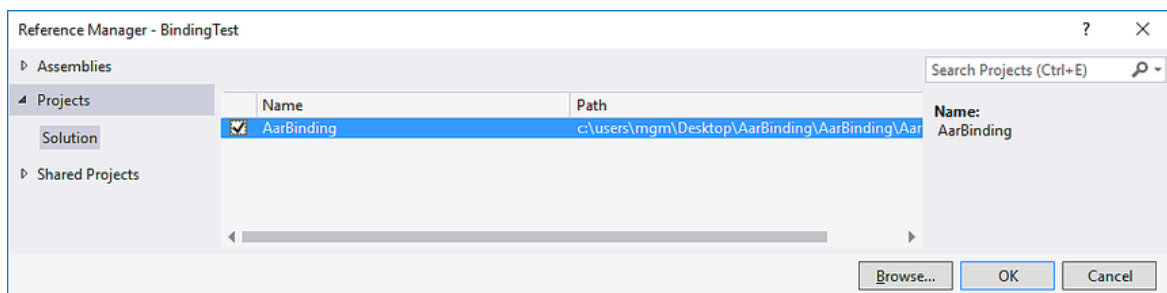 Reference Manager - BindingTest
?
Assemblies
Projects
Solution
Shared Projects
Name
Path
AarBinding
c:\users\mgm\Desktop\AarBinding\AarBinding\Aar
Search Projects (Ctrl+E)
Name:
AarBinding
Browse...
OK
Cancel